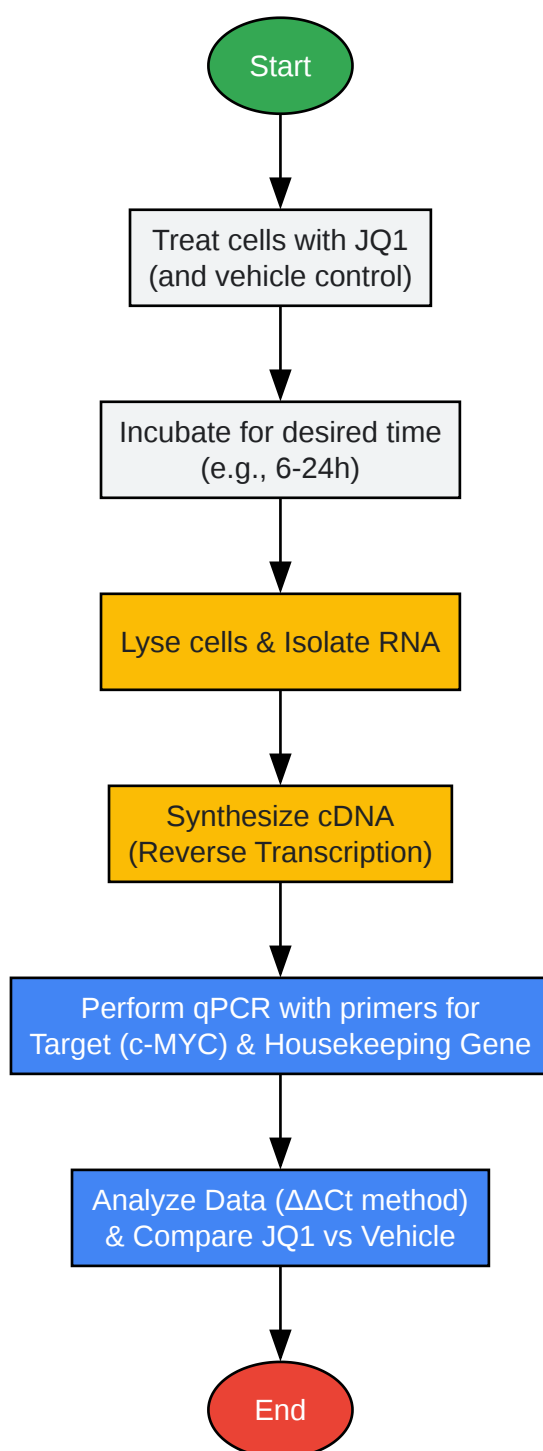 Start
Treat cells with JQ1
(and vehicle control)
Incubate for desired time
(e.g., 6-24h)
Lyse cells & Isolate RNA
Synthesize cDNA
(Reverse Transcription)
Perform qPCR with primers for
Target (c-MYC) & Housekeeping Gene
Analyze Data (ΔΔCt method)
& Compare JQ1 vs Vehicle
End